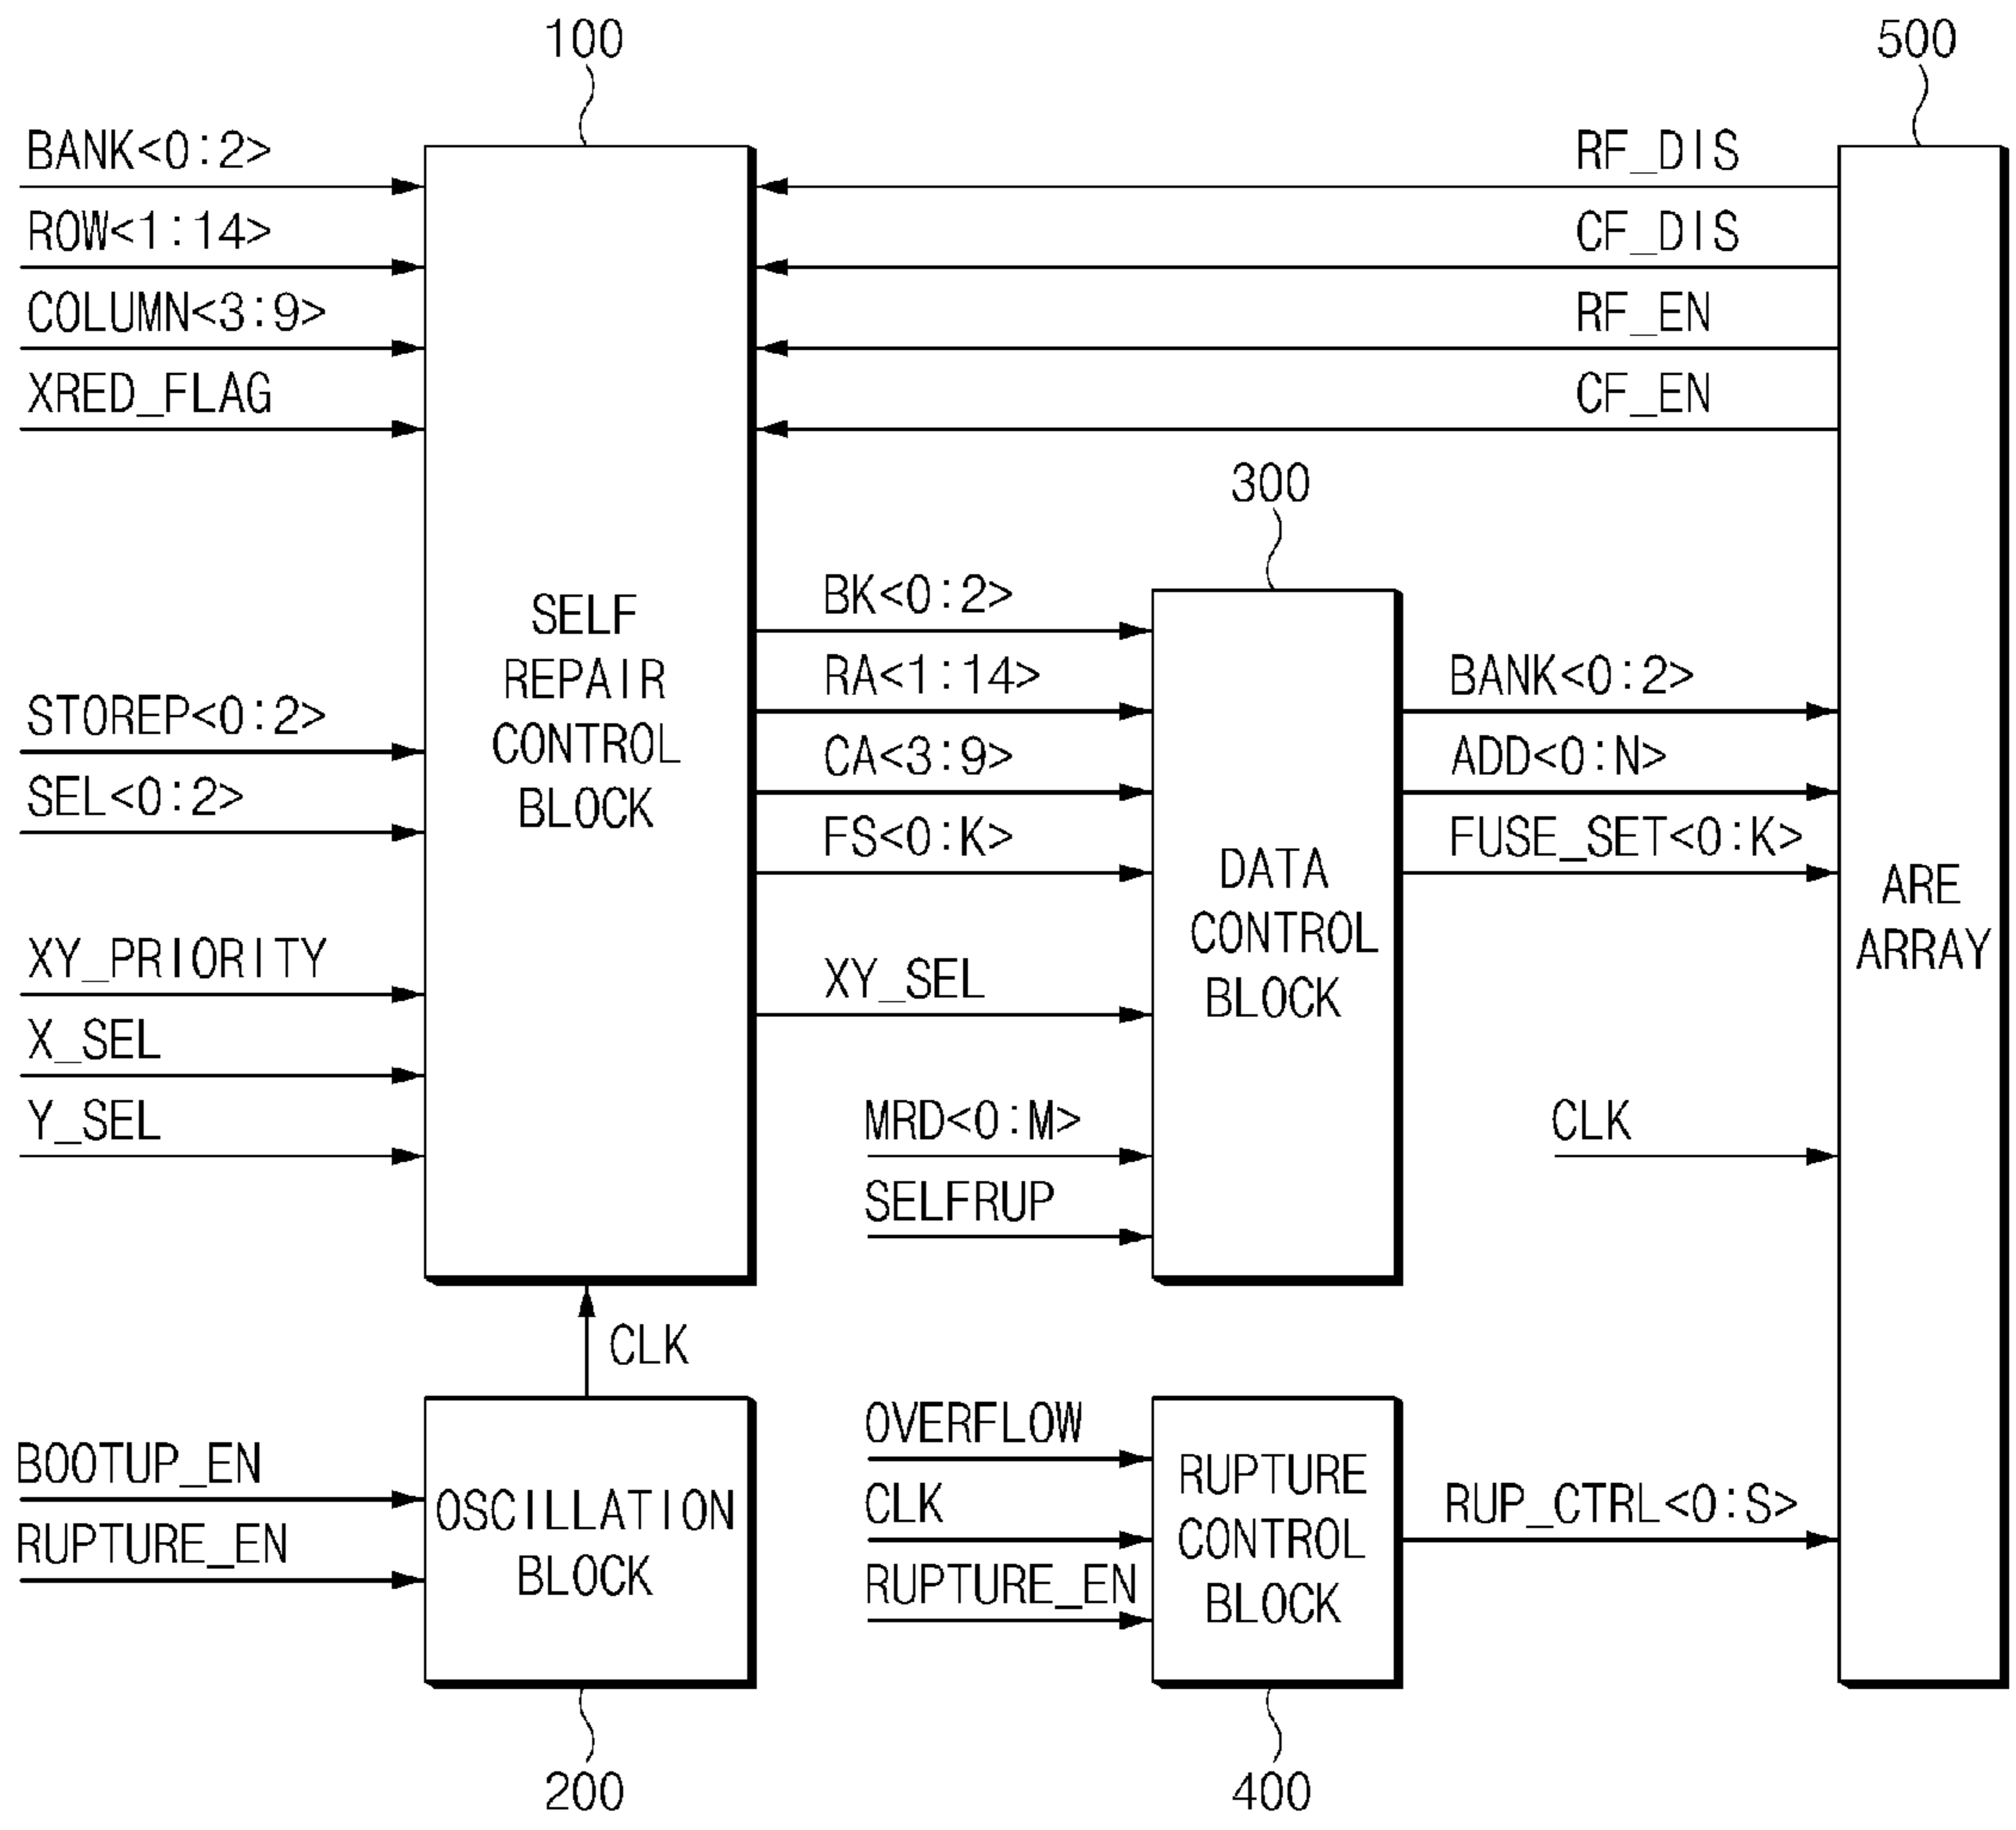 100
500
BANK<0:2>
ROW<1:14>
COLUMN<3:9>
XRED_FLAG
RF_DIS
CF_DIS
RF_EN
CF_EN
STOREP<0:2>
SEL<0:2>
XY_PRIORITY
X_SEL
Y_SEL
SELF
REPAIR
CONTROL
BLOCK
300
BK<0:2>
RA<1:14>
CA<3:9>
FS<0:K>
XY_SEL
MRD<0:M>
SELFRUP
DATA
CONTROL
BLOCK
BANK<0:2>
ADD<0:N>
FUSE_SET<0:K>
CLK
ARE
ARRAY
CLK
BOOTUP_EN
RUPTURE_EN
OSCILLATION
BLOCK
OVERFLOW
CLK
RUPTURE_EN
RUPTURE
CONTROL
BLOCK
RUP_CTRL<0:S>
200
400